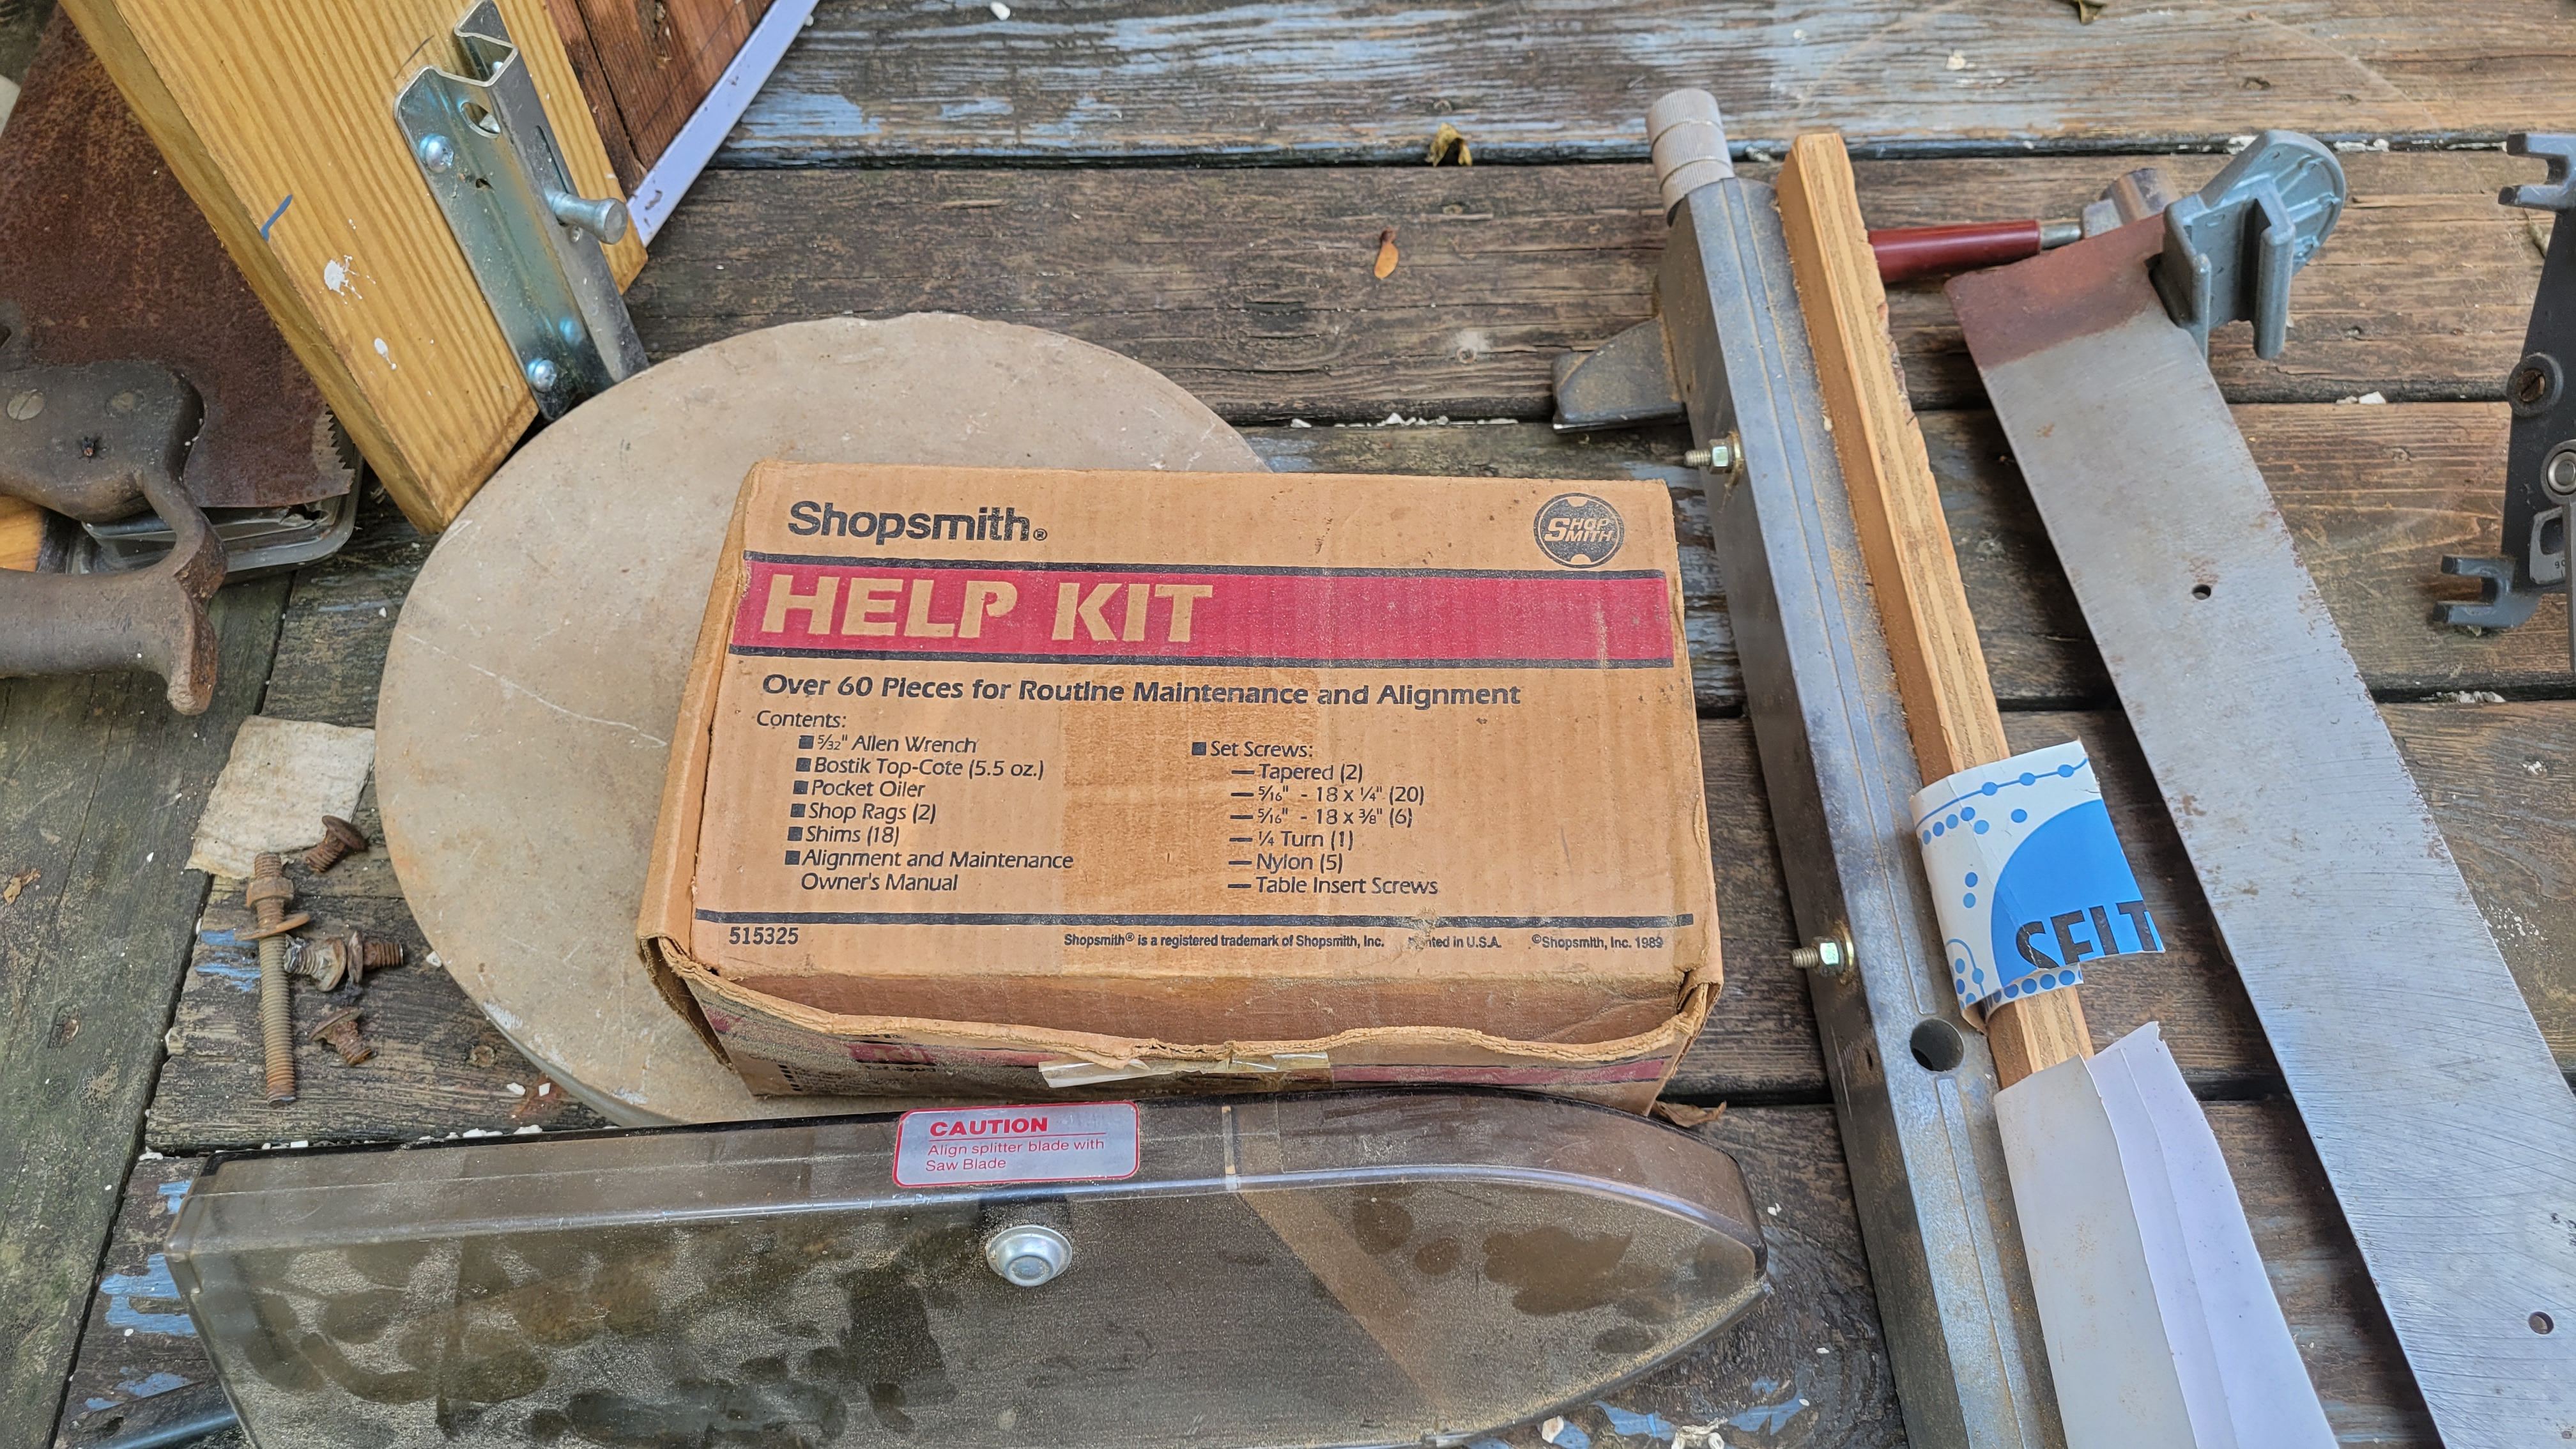 Shopsmith®
SHOP-
SMITH
HELP KIT
Over 60 Pieces for Routine Maintenance and Alignment
Contents:
■ 5/32" Allen Wrench
■ Bostik Top-Cote (5.5 oz.)
■ Pocket Oiler
■ Shop Rags (2)
■ Shims (18)
■ Alignment and Maintenance
Owner's Manual
■ Set Screws:
— Tapered (2)
— 5/16" - 18 x 1/4" (20)
— 5/16" - 18 x 3/8" (6)
— 1/4 Turn (1)
— Nylon (5)
— Table Insert Screws
515325
Shopsmith® is a registered trademark of Shopsmith, Inc. Printed in U.S.A. ©Shopsmith, Inc. 1989
CAUTION
Align splitter blade with
Saw Blade